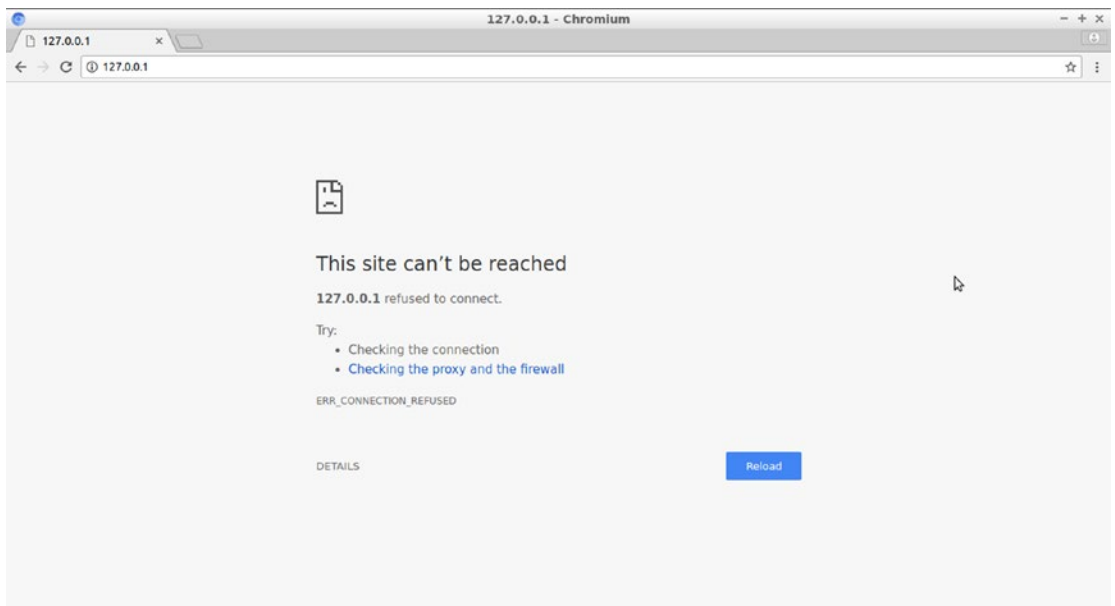 127.0.0.1 - Chromium
127.0.0.1
127.0.0.1
This site can't be reached
127.0.0.1 refused to connect.
Try:
• Checking the connection
• Checking the proxy and the firewall
ERR_CONNECTION_REFUSED
DETAILS
Reload